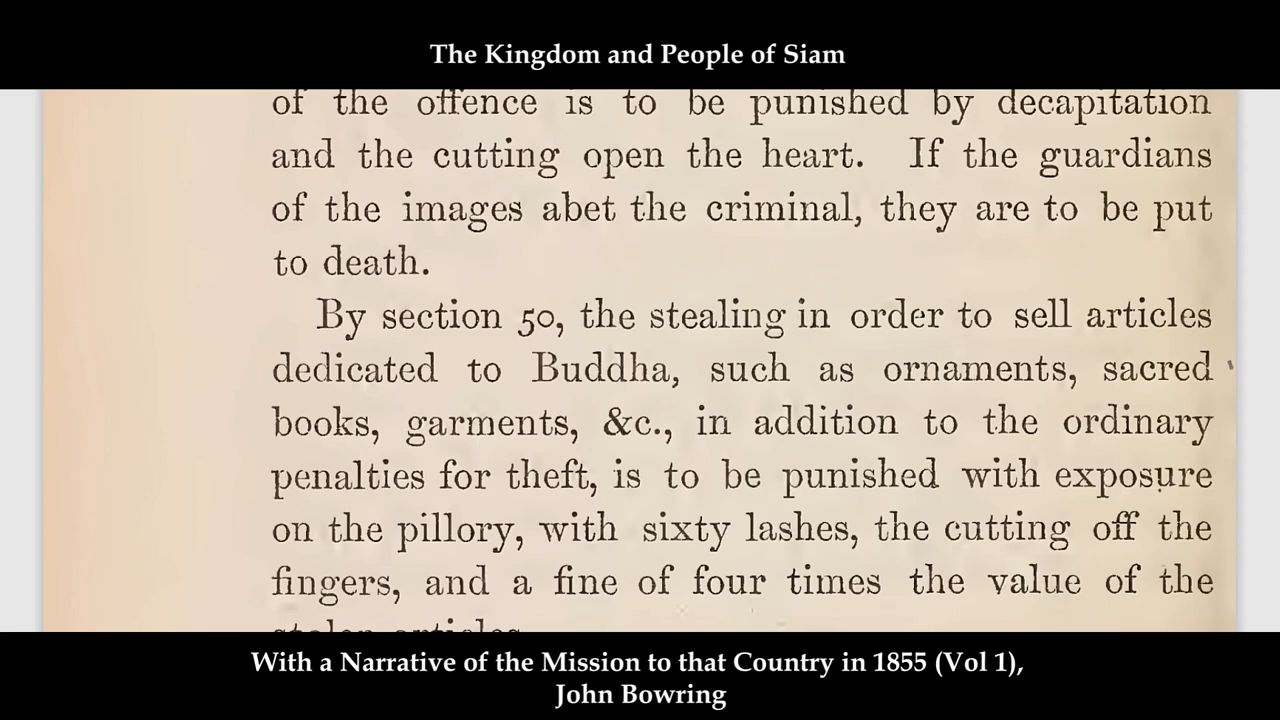 The Kingdom and People of Siam
of the offence is to be punished by decapitation
and the cutting open the heart. If the guardians
of the images abet the criminal, they are to be put
to death.
By section 50, the stealing in order to sell articles
dedicated to Buddha, such as ornaments, sacred
books, garments, &c., in addition to the ordinary
penalties for theft, is to be punished with exposure
on the pillory, with sixty lashes, the cutting off the
fingers, and a fine of four times the value of the
stolen articles.
With a Narrative of the Mission to that Country in 1855 (Vol 1),
John Bowring